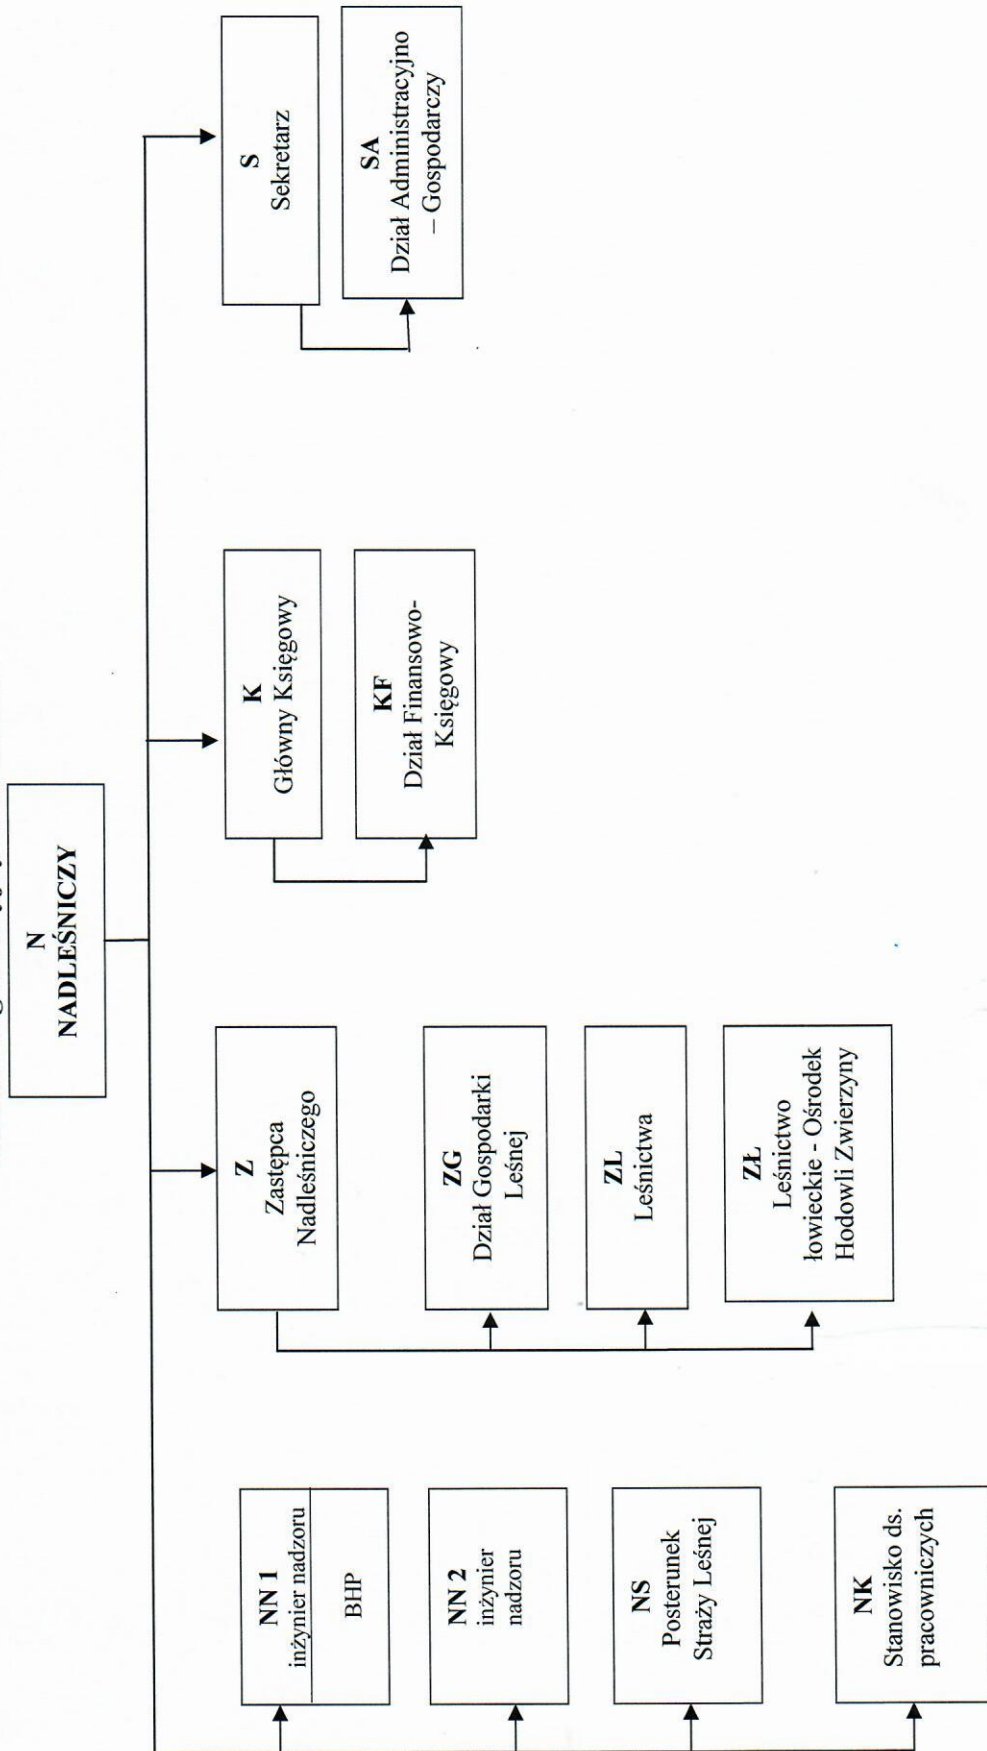 N
NADLEŚNICZY
NN 1
inżynier nadzoru
BHP
NN 2
inżynier
nadzoru
NS
Posterunek
Straży Leśnej
NK
Stanowisko ds.
pracowniczych
Z
Zastępca
Nadleśniczego
ZG
Dział Gospodarki
Leśnej
ZL
Leśnictwa
ZŁ
Leśnictwo
łowieckie - Ośrodek
Hodowli Zwierzyny
K
Główny Księgowy
KF
Dział Finansowo-
Księgowy
S
Sekretarz
SA
Dział Administracyjno
– Gospodarczy